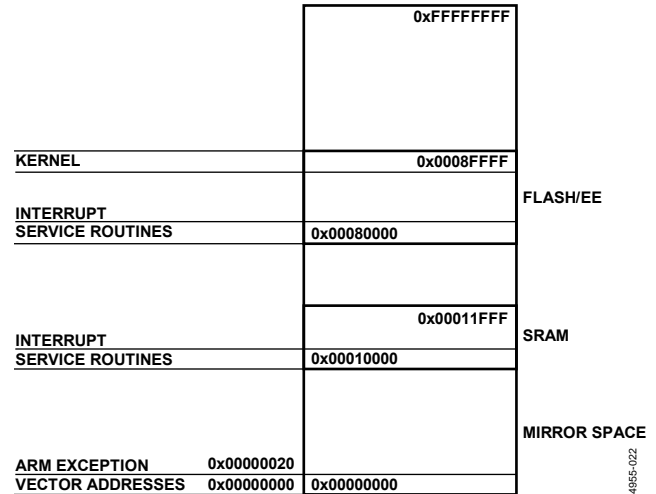 0xFFFFFFFF
KERNEL 0x0008FFFF
FLASH/EE
INTERRUPT
SERVICE ROUTINES 0x00080000
0x00011FFF
SRAM
INTERRUPT
SERVICE ROUTINES 0x00010000
MIRROR SPACE
ARM EXCEPTION 0x00000020
VECTOR ADDRESSES 0x00000000 0x00000000
4955-022